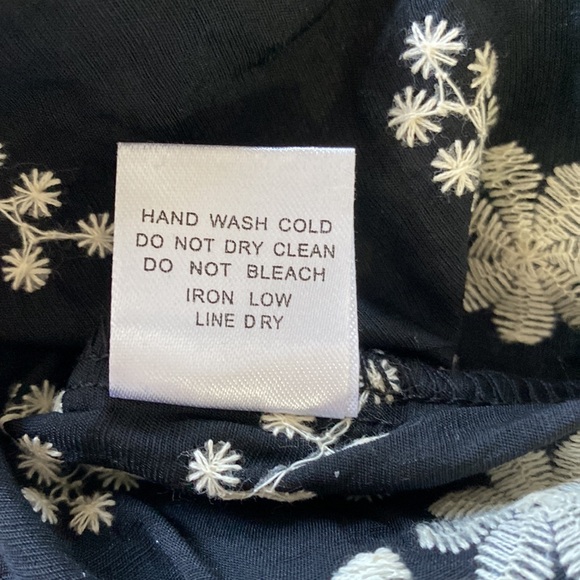 HAND WASH COLD
DO NOT DRY CLEAN
DO NOT BLEACH
IRON LOW
LINE DRY